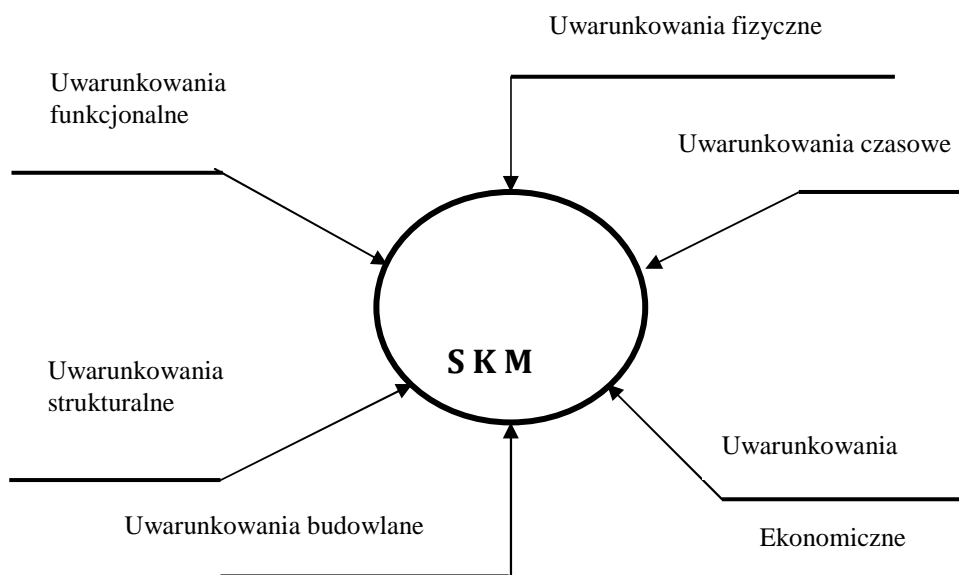 Uwarunkowania fizyczne
Uwarunkowania
funkcjonalne
Uwarunkowania czasowe
S K M
Uwarunkowania
strukturalne
Uwarunkowania
Ekonomiczne
Uwarunkowania budowlane